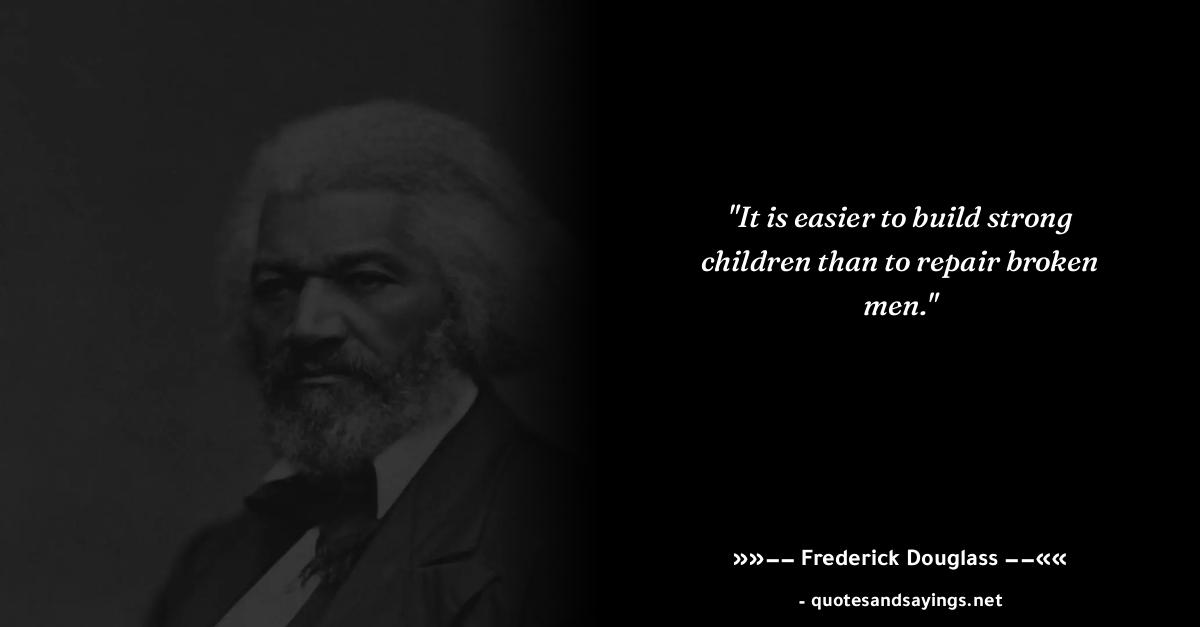 "It is easier to build strong
children than to repair broken
men."
»»−− Frederick Douglass −−««
- quotesandsayings.net